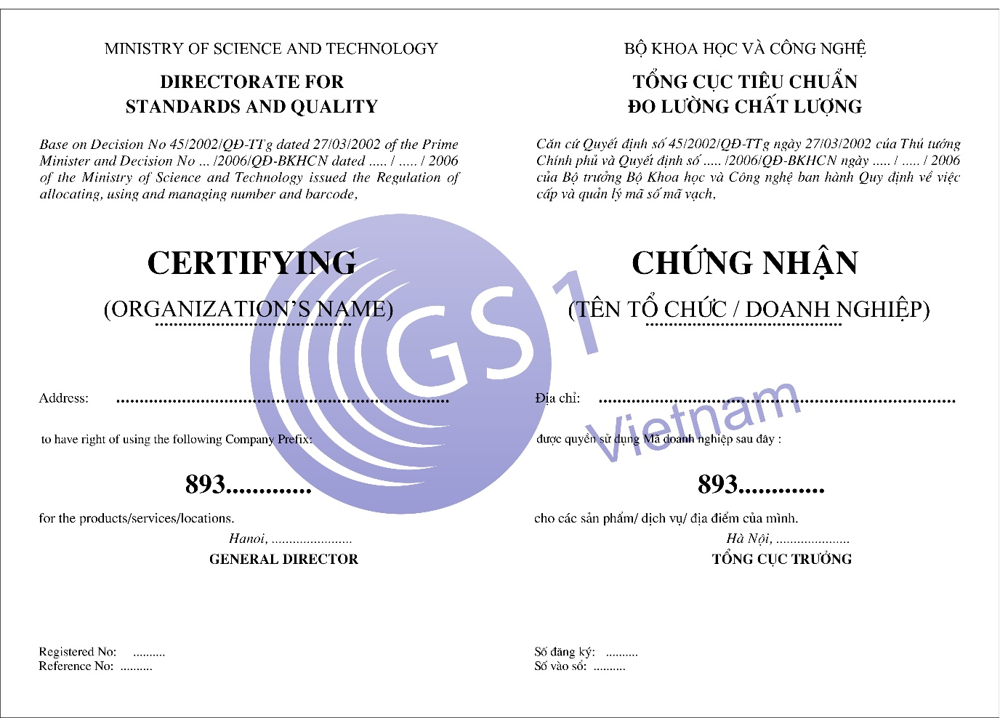 MINISTRY OF SCIENCE AND TECHNOLOGY
DIRECTORATE FOR
STANDARDS AND QUALITY
Base on Decision No 45/2002/QĐ-TTg dated 27/03/2002 of the Prime
Minister and Decision No ... /2006/QĐ-BKHCN dated ..... / ..... / 2006
of the Ministry of Science and Technology issued the Regulation of
allocating, using and managing number and barcode,
CERTIFYING
(ORGANIZATION'S NAME)
Address: ........................................................................
to have right of using the following Company Prefix:
893.............
for the products/services/locations.
Hanoi, .......................
GENERAL DIRECTOR
Registered No: ..........
Reference No: ..........
BỘ KHOA HỌC VÀ CÔNG NGHỆ
TỔNG CỤC TIÊU CHUẨN
ĐO LƯỜNG CHẤT LƯỢNG
Căn cứ Quyết định số 45/2002/QĐ-TTg ngày 27/03/2002 của Thủ tướng
Chính phủ và Quyết định số ..... /2006/QĐ-BKHCN ngày ..... / ..... / 2006
của Bộ trưởng Bộ Khoa học và Công nghệ ban hành Quy định về việc
cấp và quản lý mã số mã vạch,
CHỨNG NHẬN
(TÊN TỔ CHỨC / DOANH NGHIỆP)
Địa chỉ: ............................................................................
được quyền sử dụng Mã doanh nghiệp sau đây :
893.............
cho các sản phẩm/ dịch vụ/ địa điểm của mình.
Hà Nội, .....................
TỔNG CỤC TRƯỞNG
Số đăng ký: ..........
Số vào sổ: ..........
GS1
Vietnam